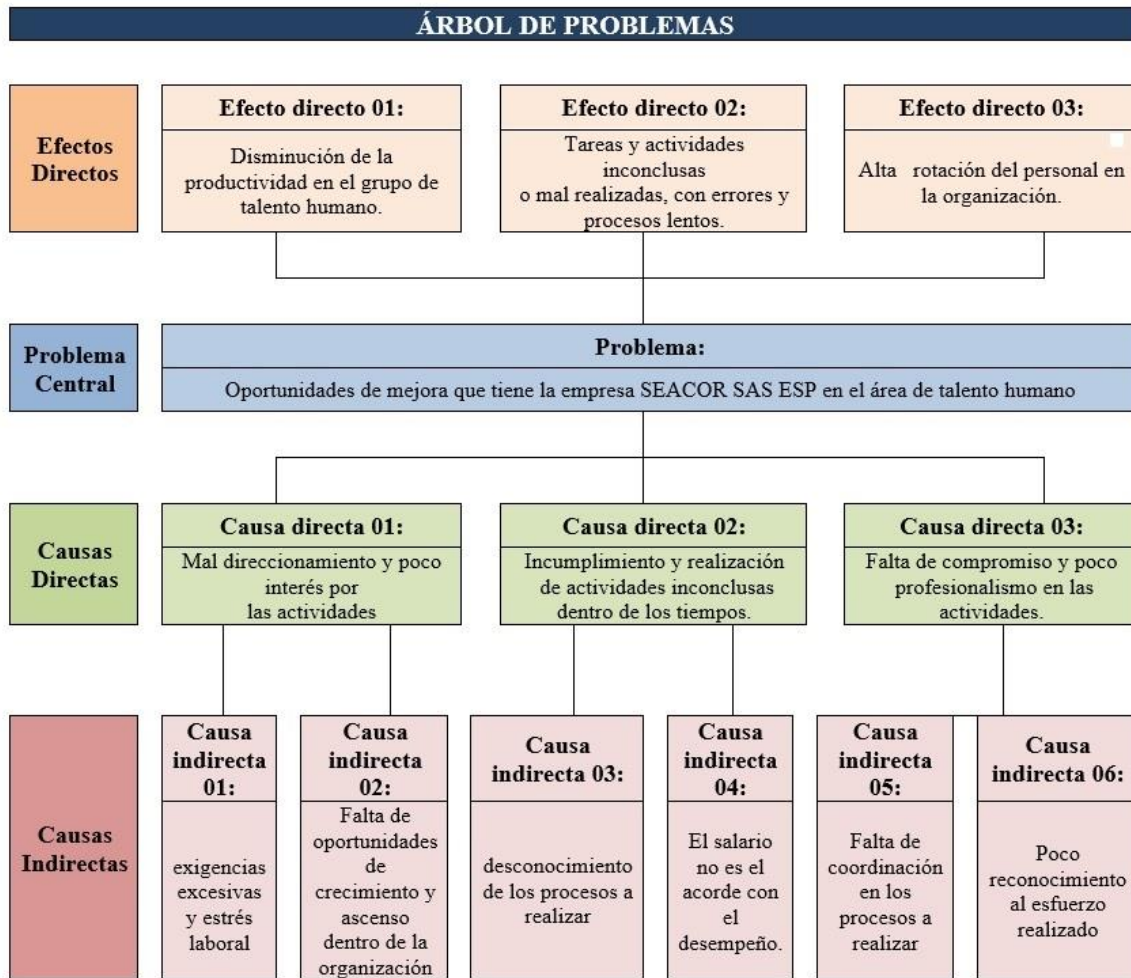 ÁRBOL DE PROBLEMAS
Efectos
Directos
Efecto directo 01:
Disminución de la
productividad en el grupo de
talento humano.
Efecto directo 02:
Tareas y actividades
inconclusas
o mal realizadas, con errores y
procesos lentos.
Efecto directo 03:
Alta rotación del personal en
la organización.
Problema
Central
Problema:
Oportunidades de mejora que tiene la empresa SEACOR SAS ESP en el área de talento humano
Causas
Directas
Causa directa 01:
Mal direccionamiento y poco
interés por
las actividades
Causa directa 02:
Incumplimiento y realización
de actividades inconclusas
dentro de los tiempos.
Causa directa 03:
Falta de compromiso y poco
profesionalismo en las
actividades.
Causas
Indirectas
Causa
indirecta
01:
exigencias
excesivas
y estrés
laboral
Causa
indirecta
02:
Falta de
oportunidades
de
crecimiento y
ascenso
dentro de la
organización
Causa
indirecta 03:
desconocimiento
de los procesos a
realizar
Causa
indirecta
04:
El salario
no es el
acorde con
el
desempeño.
Causa
indirecta
05:
Falta de
coordinación
en los
procesos a
realizar
Causa
indirecta 06:
Poco
reconocimiento
al esfuerzo
realizado